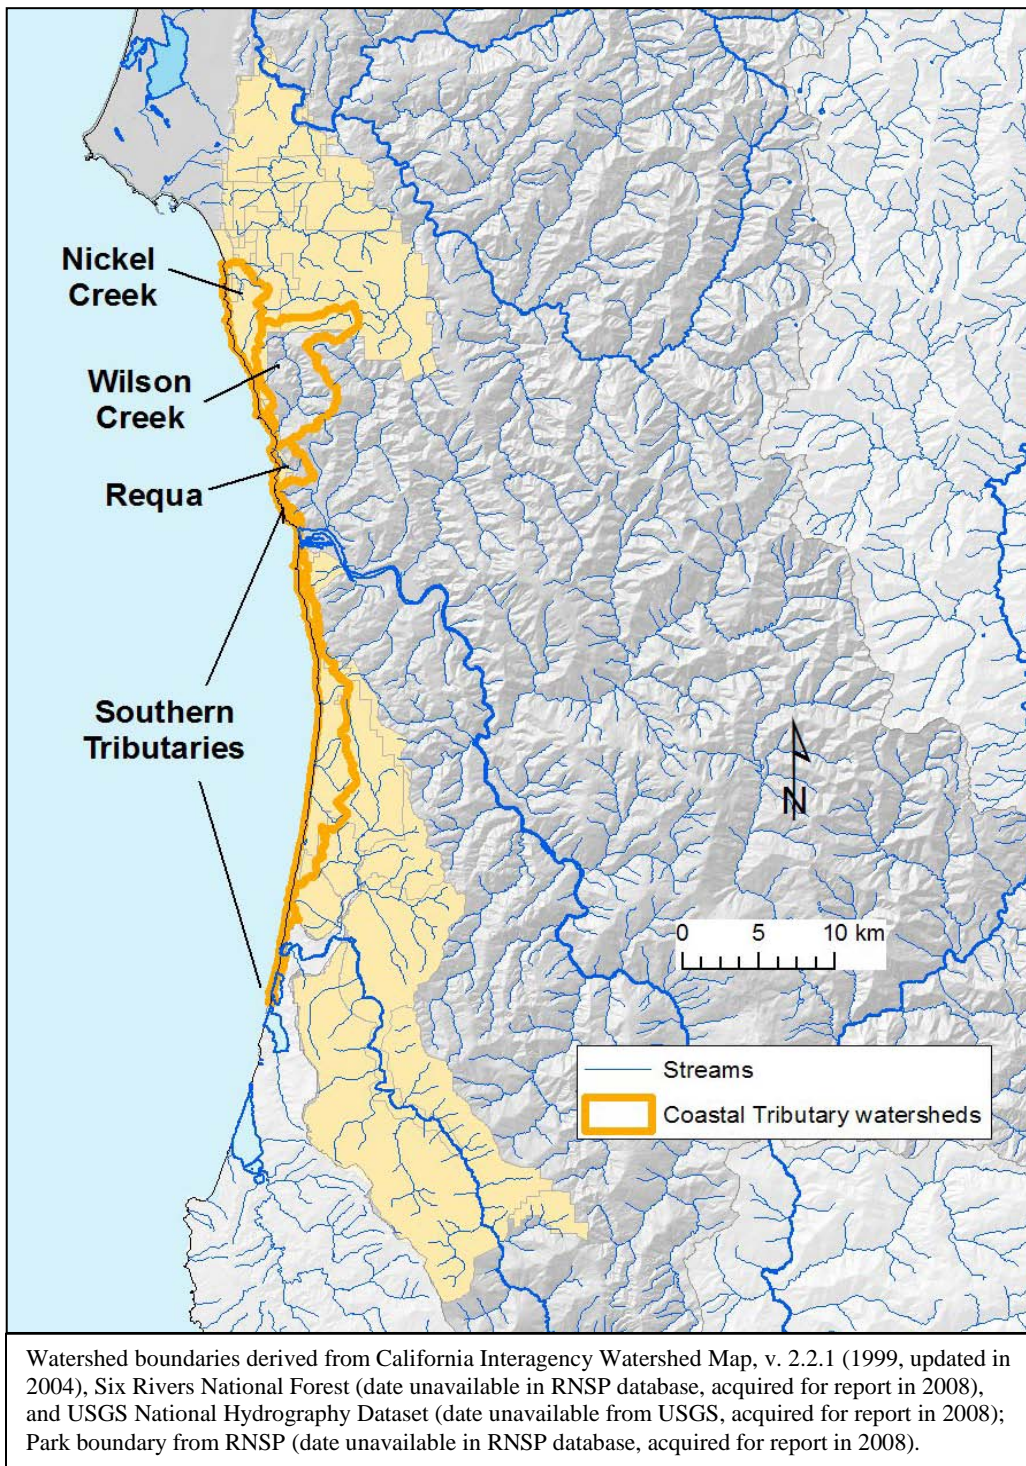 Nickel
Creek
Wilson
Creek
Requa
Southern
Tributaries
N
0 5 10 km
Streams
Coastal Tributary watersheds
Watershed boundaries derived from California Interagency Watershed Map, v. 2.2.1 (1999, updated in
2004), Six Rivers National Forest (date unavailable in RNSP database, acquired for report in 2008),
and USGS National Hydrography Dataset (date unavailable from USGS, acquired for report in 2008);
Park boundary from RNSP (date unavailable in RNSP database, acquired for report in 2008).